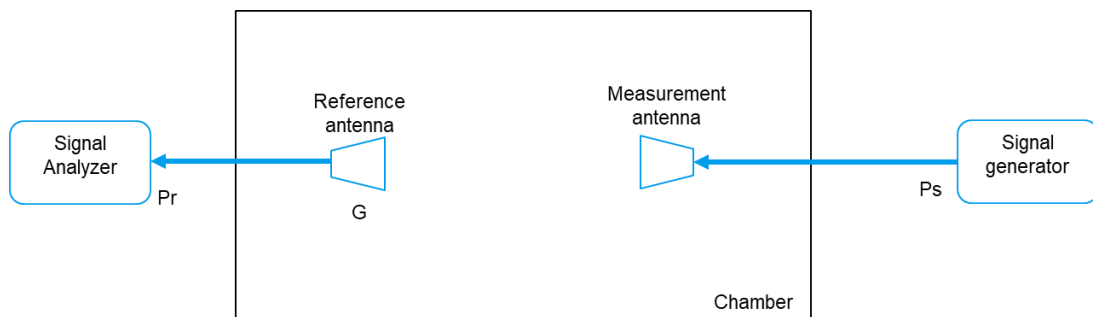 Signal
Analyzer
Pr
Reference
antenna
G
Measurement
antenna
Signal
generator
Ps
Chamber